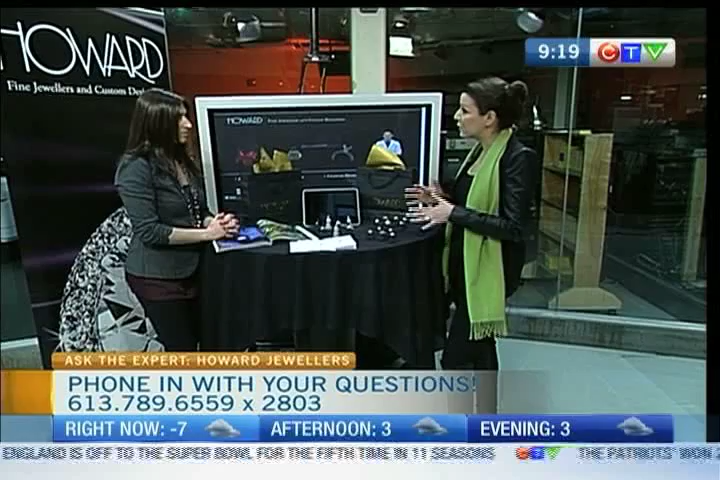 HOWARD
Fine Jewellers and Custom De
9:19 CTV
HOWARD
ASK THE EXPERT: HOWARD JEWELLERS
PHONE IN WITH YOUR QUESTIONS!
613.789.6559 x 2803
RIGHT NOW: -7 AFTERNOON: 3 EVENING: 3
ENGLAND IS OFF TO THE SUPER BOWL FOR THE FIFTH TIME IN 11 SEASONS CTV THE PATRIOTS WON 2